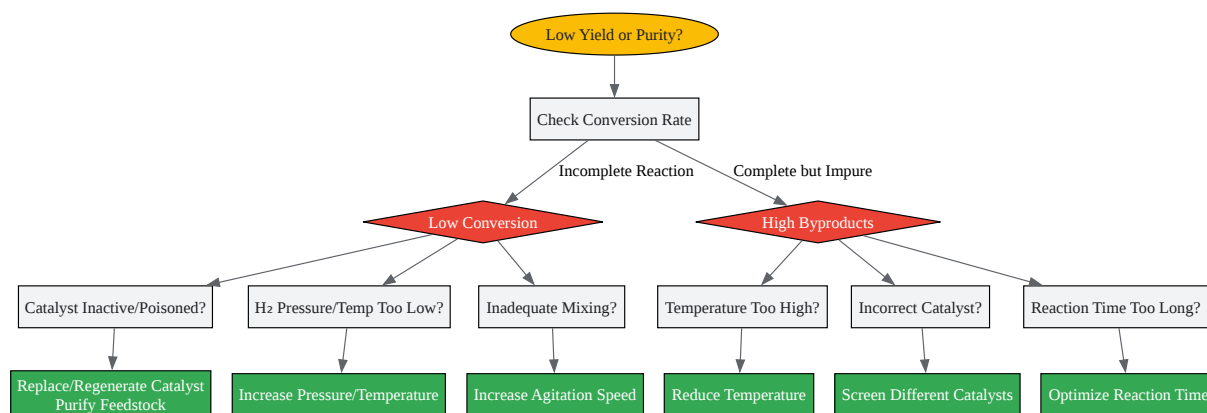 Low Yield or Purity?
Check Conversion Rate
Incomplete Reaction
Complete but Impure
Low Conversion
High Byproducts
Catalyst Inactive/Poisoned?
H₂ Pressure/Temp Too Low?
Inadequate Mixing?
Temperature Too High?
Incorrect Catalyst?
Reaction Time Too Long?
Replace/Regenerate Catalyst
Purify Feedstock
Increase Pressure/Temperature
Increase Agitation Speed
Reduce Temperature
Screen Different Catalysts
Optimize Reaction Time